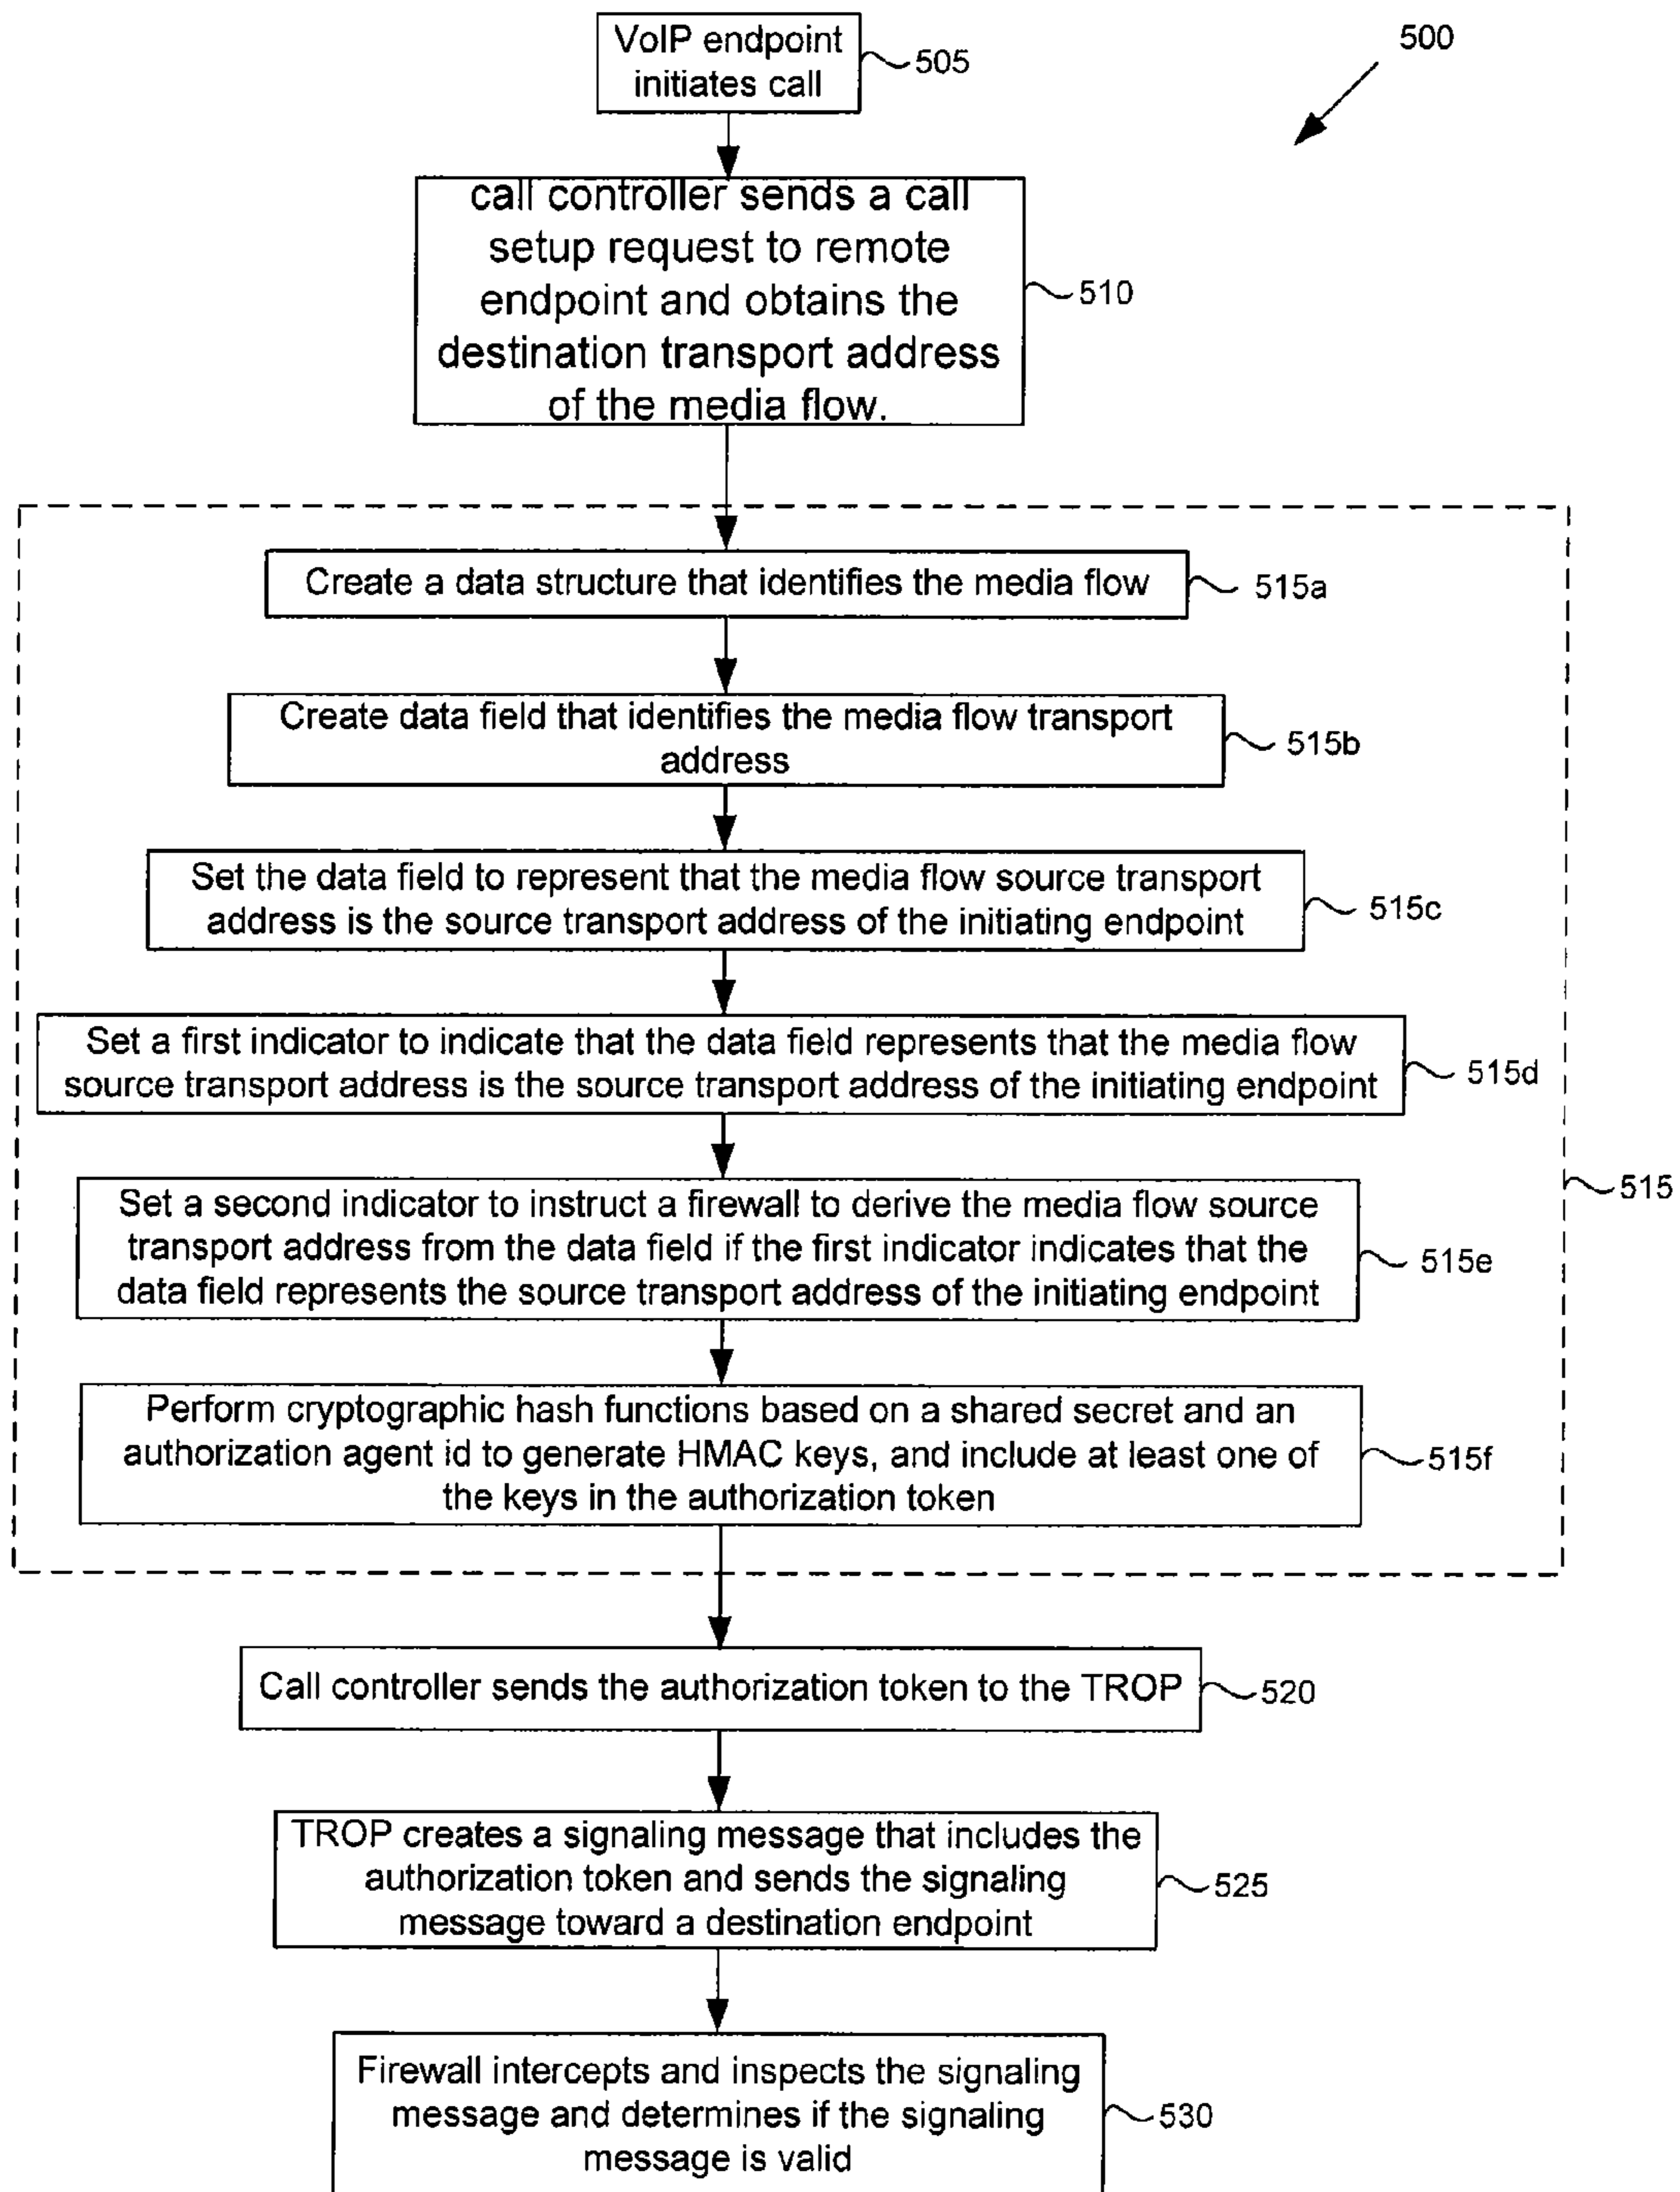 VoIP endpoint
initiates call
505
500
call controller sends a call
setup request to remote
endpoint and obtains the
destination transport address
of the media flow.
510
Create a data structure that identifies the media flow
515a
Create data field that identifies the media flow transport
address
515b
Set the data field to represent that the media flow source transport
address is the source transport address of the initiating endpoint
515c
Set a first indicator to indicate that the data field represents that the media flow
source transport address is the source transport address of the initiating endpoint
515d
Set a second indicator to instruct a firewall to derive the media flow source
transport address from the data field if the first indicator indicates that the
data field represents the source transport address of the initiating endpoint
515e
515
Perform cryptographic hash functions based on a shared secret and an
authorization agent id to generate HMAC keys, and include at least one of
the keys in the authorization token
515f
Call controller sends the authorization token to the TROP
520
TROP creates a signaling message that includes the
authorization token and sends the signaling
message toward a destination endpoint
525
Firewall intercepts and inspects the signaling
message and determines if the signaling
message is valid
530